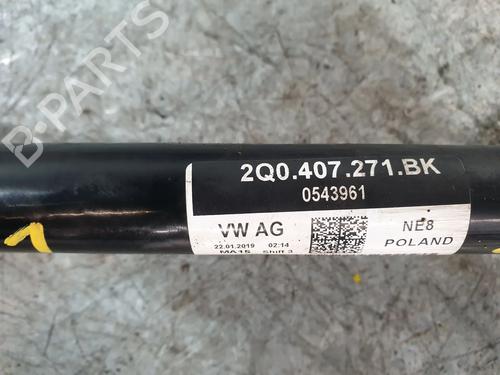 2Q0.407.271.BK
0543961
VW AG
NE8
22.01.2019 02:14
POLAND
MA15 Shift 3
B-PARTS